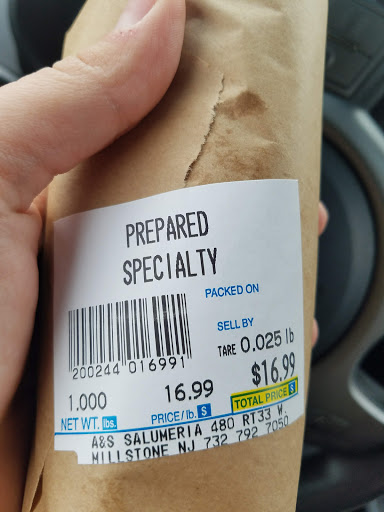 PREPARED
SPECIALTY
PACKED ON
SELL BY
200244 016991
TARE 0.025 lb
1.000 16.99 $16.99
NET WT. lbs. PRICE/lb. $ TOTAL PRICE $
A&S SALUMERIA 480 RT33 W.
MILLSTONE NJ 732 792 7050